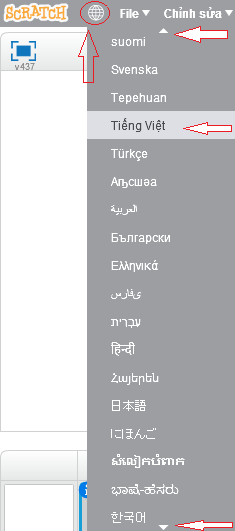 SCRATCH File Chỉnh sửa
v437
suomi
Svenska
Tepehuan
Tiếng Việt
Türkçe
Аҧсшәа
العربية
Български
Ελληνικά
فارسی
עִבְרִית
हिन्दी
Հայերեն
日本語
にほんご
ភាសាខ្មែរ
한국어